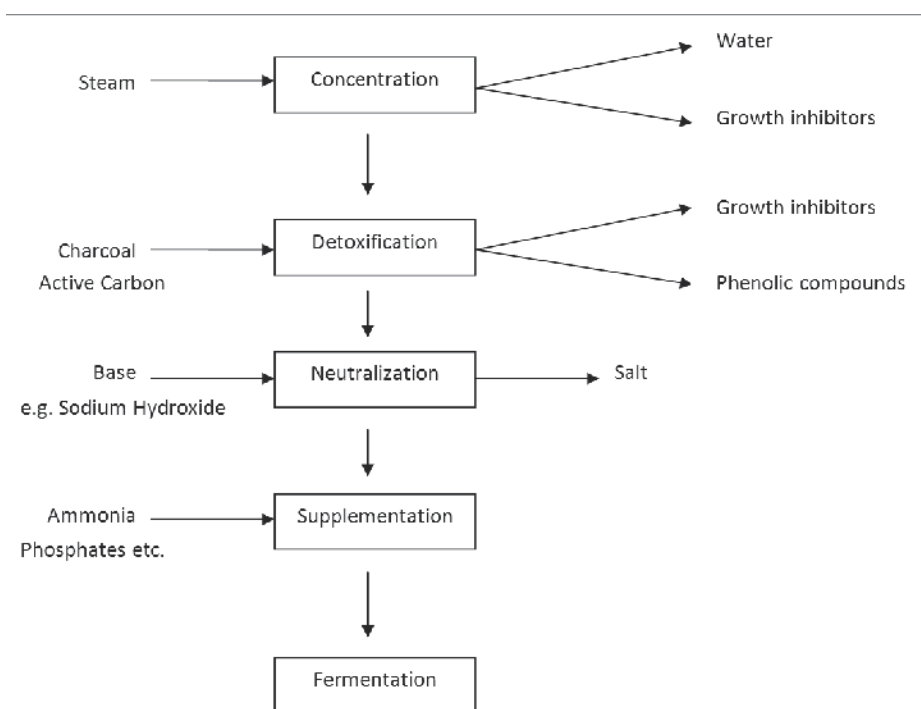 Water
Steam
Concentration
Growth inhibitors
Growth inhibitors
Charcoal
Active Carbon
Detoxification
Phenolic compounds
Base
e.g. Sodium Hydroxide
Neutralization
Salt
Ammonia
Phosphates etc.
Supplementation
Fermentation